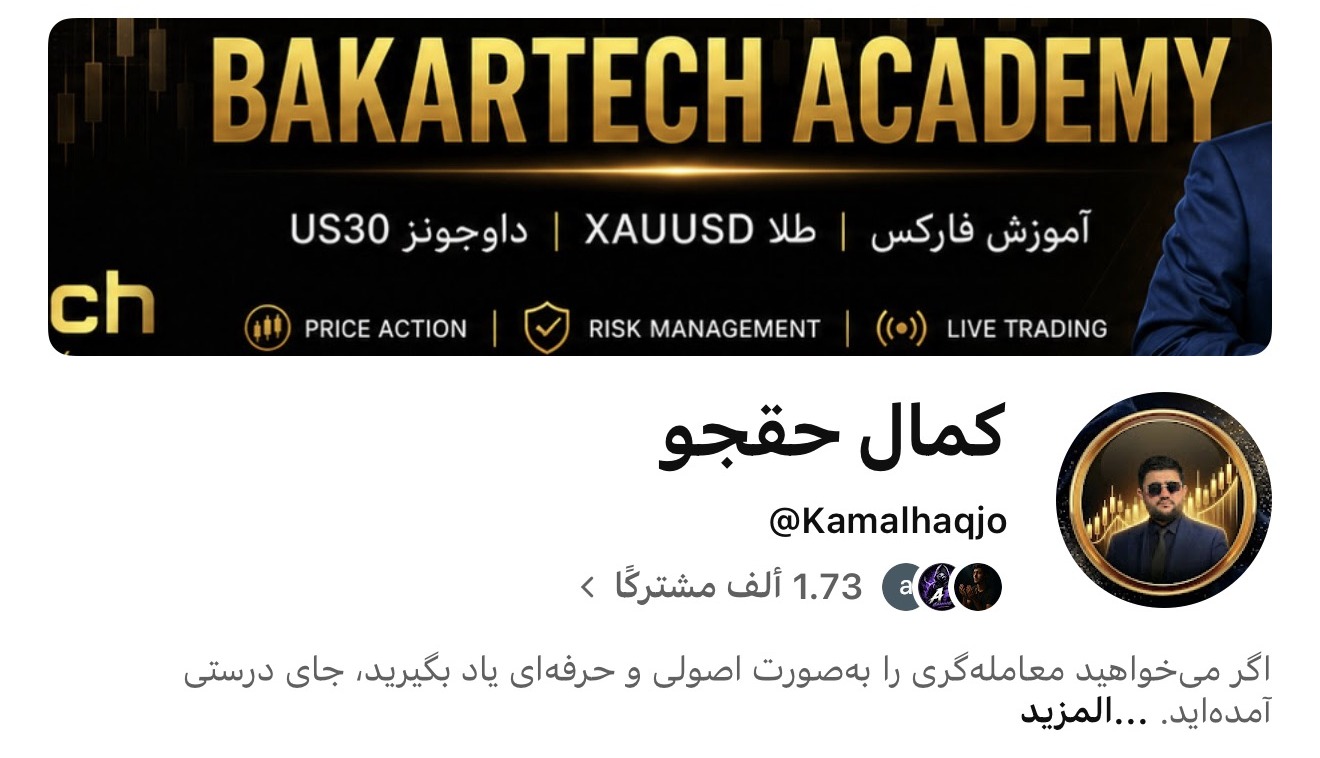 BAKARTECH ACADEMY
آموزش فارکس | طلا XAUUSD | داوجونز US30
ch
PRICE ACTION | RISK MANAGEMENT | LIVE TRADING
کمال حقجو
@Kamalhaqjo
1.73 ألف مشتركًا
a
A
اگر می‌خواهید معامله‌گری را به‌صورت اصولی و حرفه‌ای یاد بگیرید، جای درستی
آمده‌اید. ...المزيد